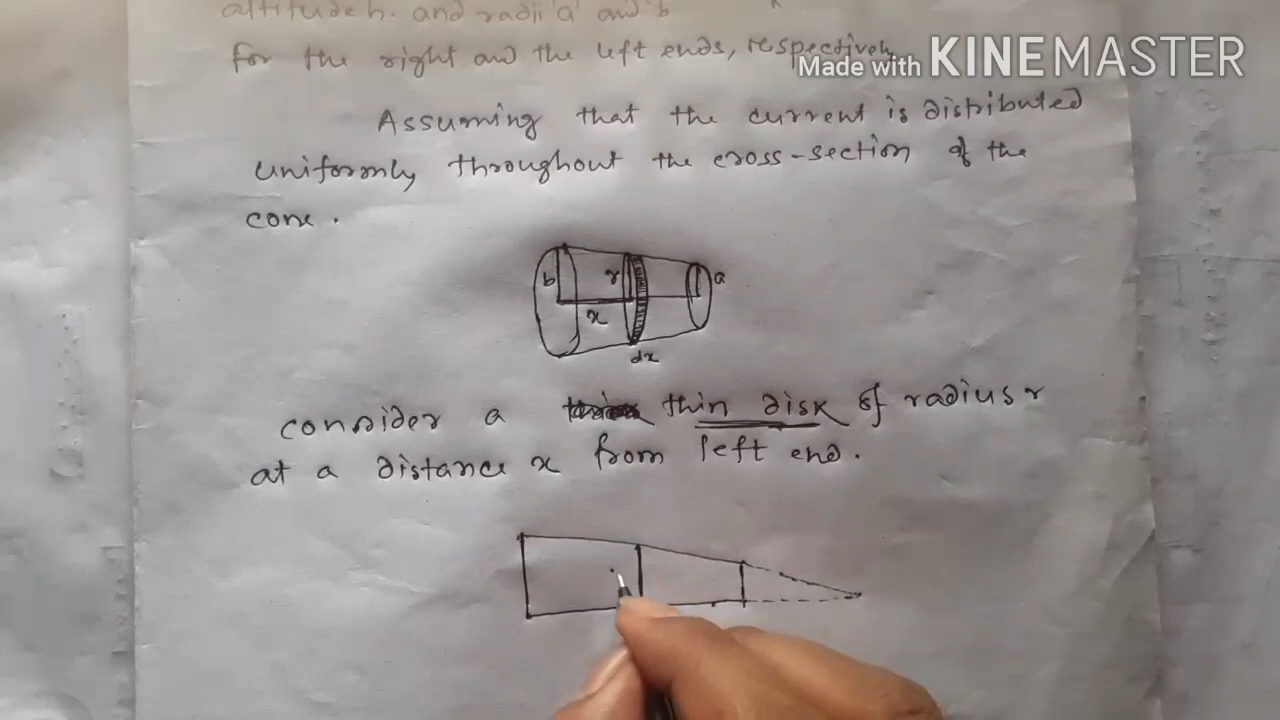 altitude h. and radii 'a' and b
for the right and the left ends, respectively
Made with KINEMASTER
Assuming that the current is distributed
uniformly throughout the cross-section of the
cone.
b r a
x
dx
consider a thin disk of radius r
at a distance x from left end.